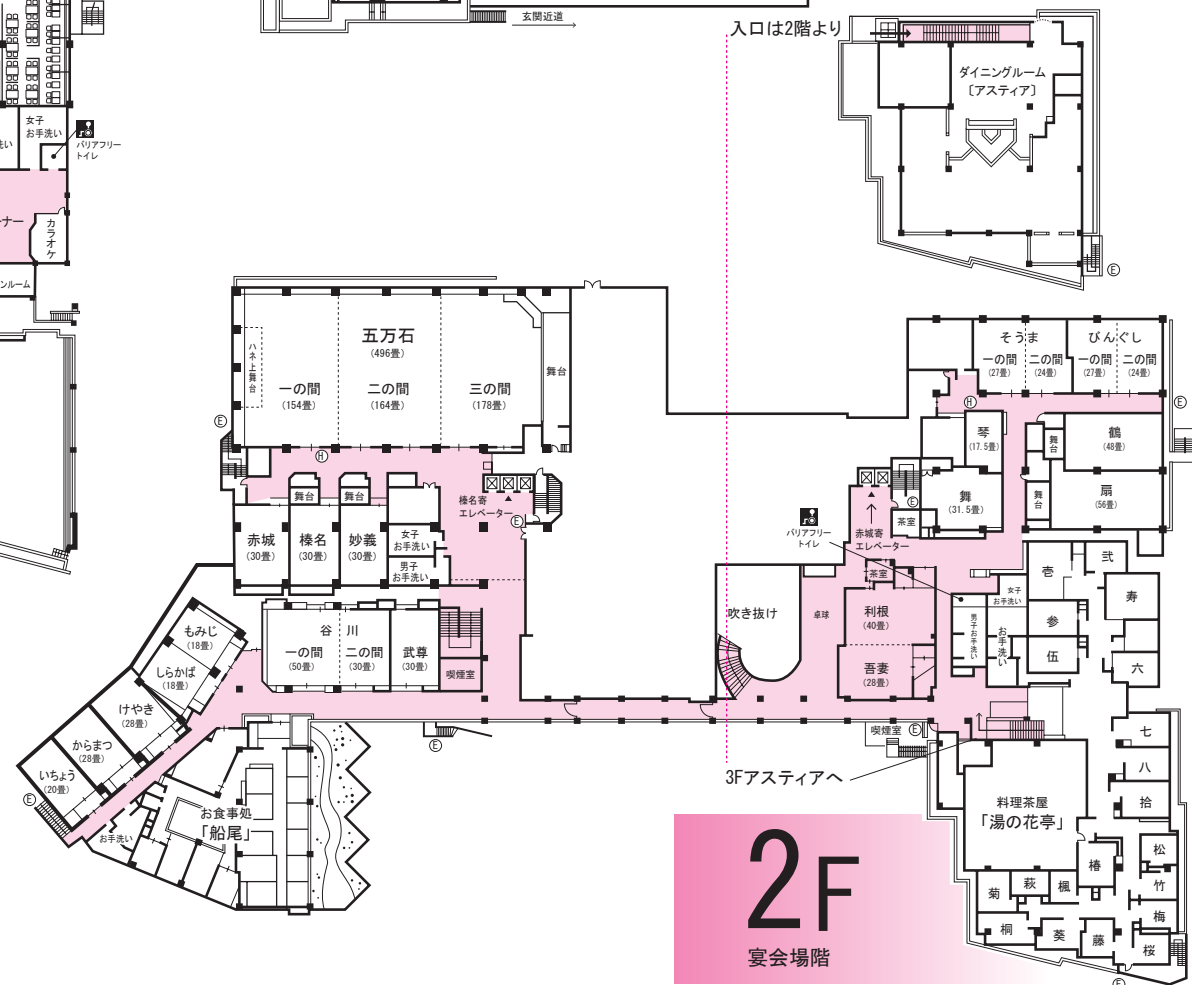 玄関近道
入口は2階より
ダイニングルーム
〔アスティア〕
女子
お手洗い
バリアフリー
トイレ
ナー
カラオケ
ンルーム
五万石
(496畳)
ハネ上舞台
一の間
(154畳)
二の間
(164畳)
三の間
(178畳)
舞台
E
H
舞台
舞台
榛名寄
エレベーター
E
赤城
(30畳)
榛名
(30畳)
妙義
(30畳)
女子
お手洗い
男子
お手洗い
谷川
一の間
(50畳)
二の間
(30畳)
武尊
(30畳)
喫煙室
もみじ
(18畳)
しらかば
(18畳)
けやき
(28畳)
からまつ
(28畳)
いちょう
(20畳)
E
お手洗い
お食事処
「船尾」
E
そうま
一の間
(27畳)
二の間
(24畳)
びんぐし
一の間
(27畳)
二の間
(24畳)
H
E
琴
(17.5畳)
舞台
鶴
(48畳)
舞
(31.5畳)
舞台
扇
(56畳)
E
茶室
赤城寄
エレベーター
バリアフリー
トイレ
茶室
吹き抜け
卓球
利根
(40畳)
吾妻
(28畳)
女子
お手洗い
男子お手洗い
お手洗い
壱
弐
参
寿
伍
六
喫煙室
E
3Fアスティアへ
七
八
拾
料理茶屋
「湯の花亭」
松
椿
竹
菊
萩
楓
梅
桐
葵
藤
桜
E
E
2F
宴会場階